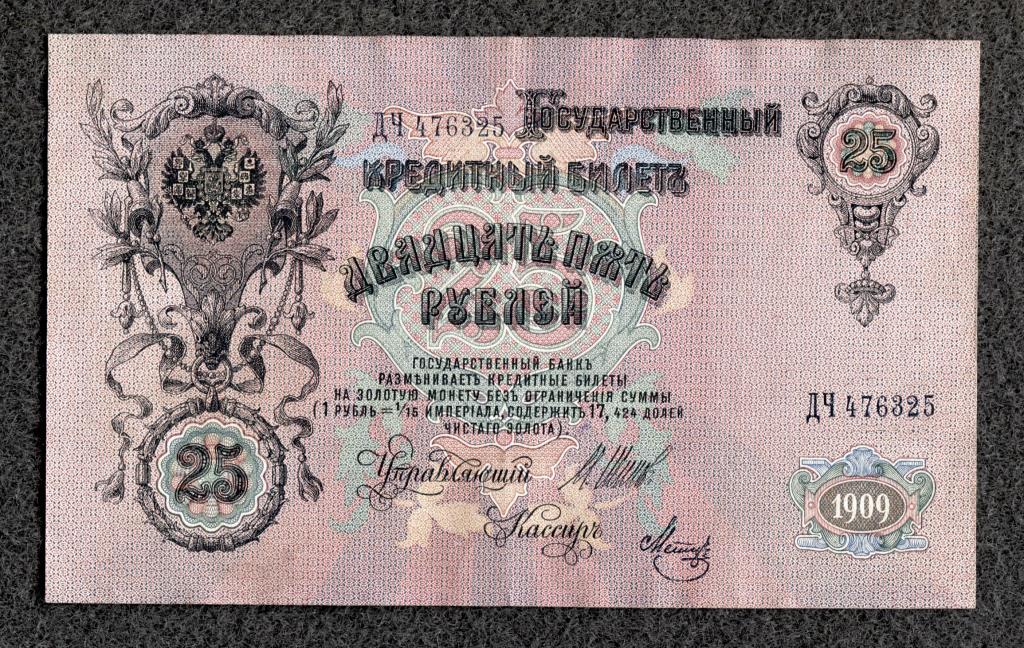 ДЧ 476325 Государственный
Кредитный Билетъ
25
Двадцать пять
рублей
25
ГОСУДАРСТВЕННЫЙ БАНКЪ
РАЗМѢНИВАЕТЪ КРЕДИТНЫЕ БИЛЕТЫ
НА ЗОЛОТУЮ МОНЕТУ БЕЗЪ ОГРАНИЧЕНІЯ СУММЫ
(1 РУБЛЬ = 1/15 ИМПЕРІАЛА, СОДЕРЖИТЪ 17, 424 ДОЛЕЙ
ЧИСТАГО ЗОЛОТА).
ДЧ 476325
Управляющій
25
Кассиръ
1909